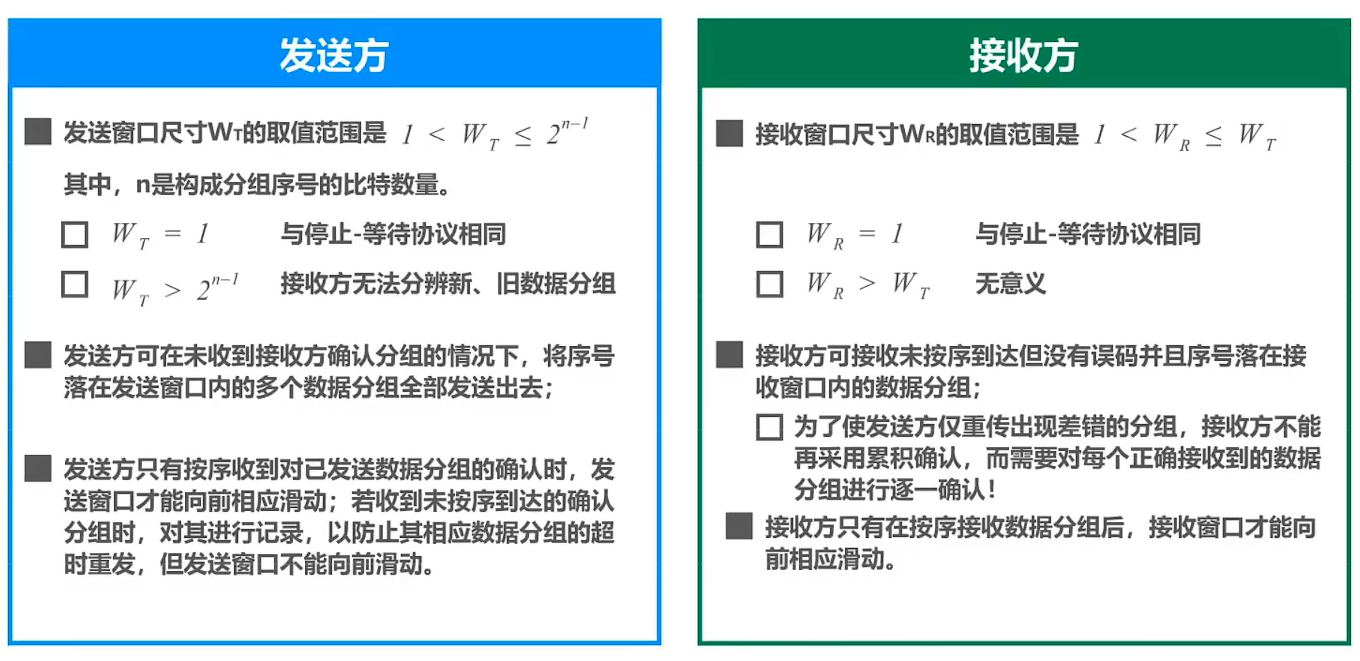 发送方
发送窗口尺寸WT的取值范围是 1 < W_T ≤ 2^{n-1}
其中，n是构成分组序号的比特数量。
W_T = 1 与停止-等待协议相同
W_T > 2^{n-1} 接收方无法分辨新、旧数据分组
发送方可在未收到接收方确认分组的情况下，将序号
落在发送窗口内的多个数据分组全部发送出去；
发送方只有按序收到对已发送数据分组的确认时，发
送窗口才能向前相应滑动；若收到未按序到达的确认
分组时，对其进行记录，以防止其相应数据分组的超
时重发，但发送窗口不能向前滑动。
接收方
接收窗口尺寸WR的取值范围是 1 < W_R ≤ W_T
W_R = 1 与停止-等待协议相同
W_R > W_T 无意义
接收方可接收未按序到达但没有误码并且序号落在接
收窗口内的数据分组；
为了使发送方仅重传出现差错的分组，接收方不能
再采用累积确认，而需要对每个正确接收到的数据
分组进行逐一确认！
接收方只有在按序接收数据分组后，接收窗口才能向
前相应滑动。